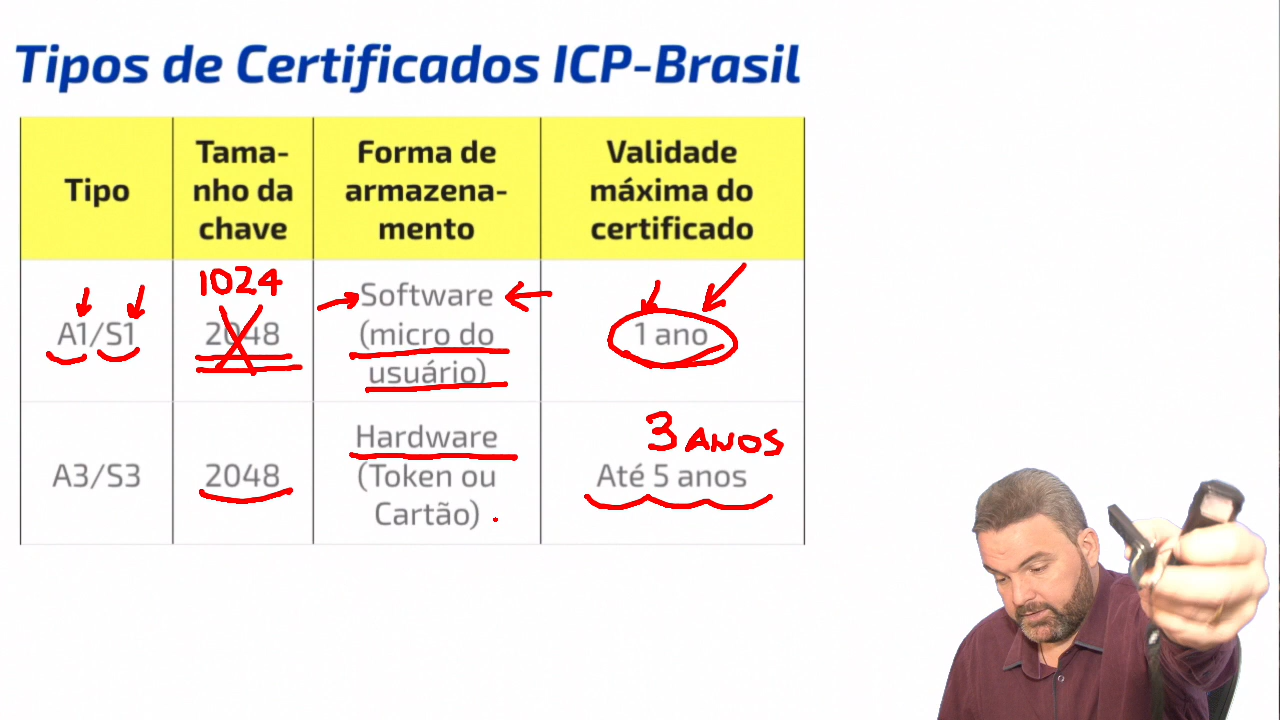 Tipos de Certificados ICP-Brasil
Tipo
Tama-
nho da
chave
Forma de
armazena-
mento
Validade
máxima do
certificado
A1/S1
1024
2048
Software
(micro do
usuário)
1 ano
A3/S3
2048
Hardware
(Token ou
Cartão)
3 ANOS
Até 5 anos